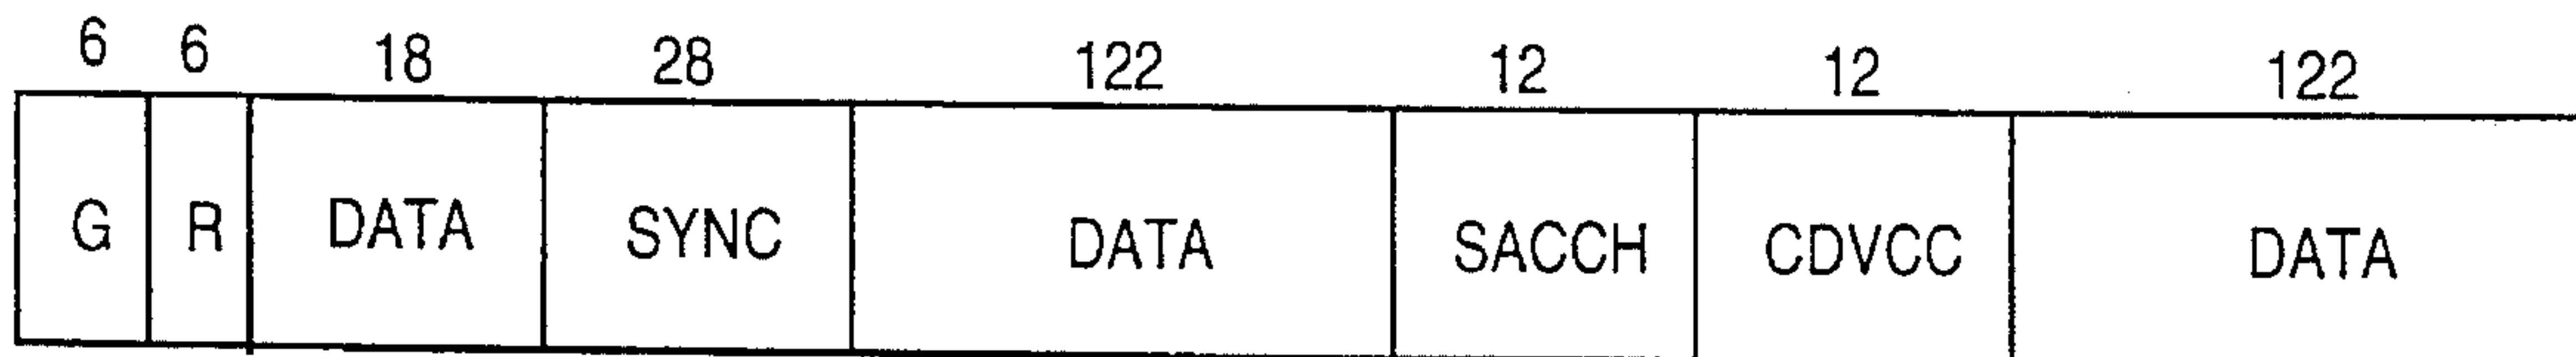 6 6 18 28 122 12 12 122
G R DATA SYNC DATA SACCH CDVCC DATA